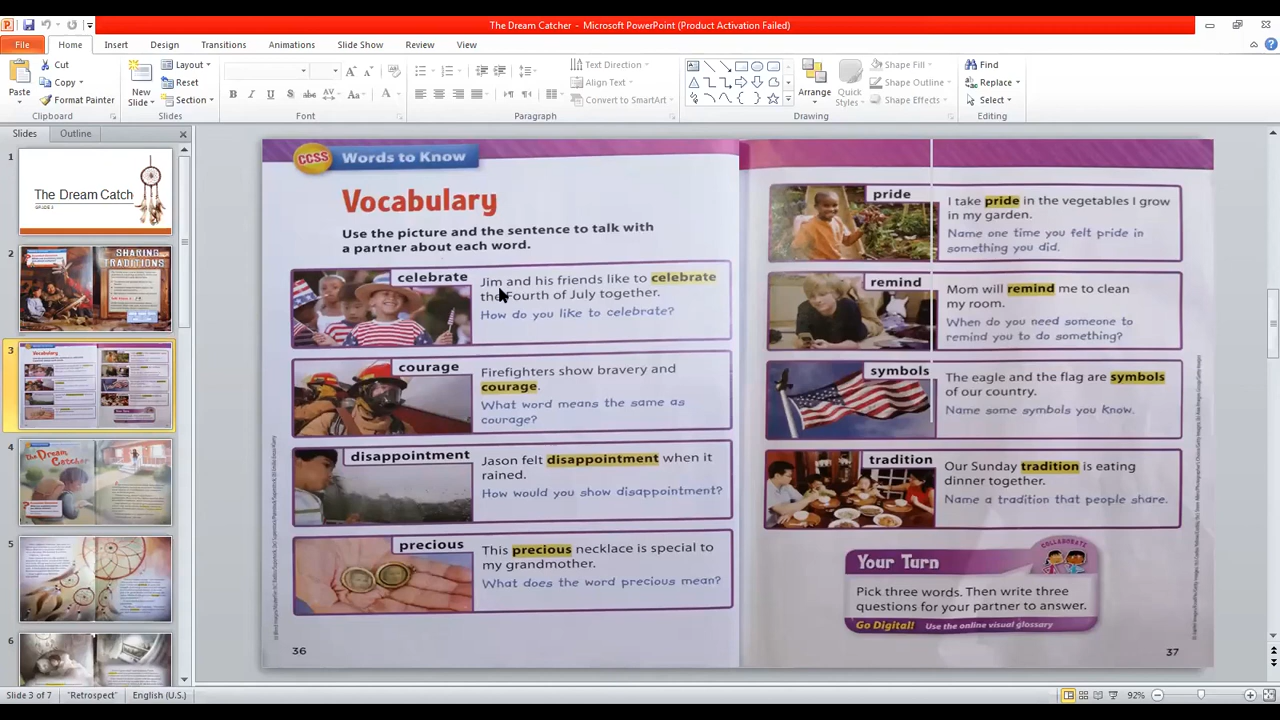 The Dream Catcher - Microsoft PowerPoint (Product Activation Failed)
File Home Insert Design Transitions Animations Slide Show Review View
Paste
Cut
Copy
Format Painter
Clipboard
New
Slide
Layout
Reset
Section
Slides
Font
Text Direction
Align Text
Convert to SmartArt
Paragraph
Arrange
Quick
Styles
Shape Fill
Shape Outline
Shape Effects
Drawing
Find
Replace
Select
Editing
Slides Outline
1
The Dream Catch
2
SHARING
TRADITIONS
3
Vocabulary
4
The Dream
Catcher
5
6
CCSS Words to Know
Vocabulary
Use the picture and the sentence to talk with
a partner about each word.
celebrate
Jim and his friends like to celebrate
the Fourth of July together.
How do you like to celebrate?
courage
Firefighters show bravery and
courage.
What word means the same as
courage?
disappointment
Jason felt disappointment when it
rained.
How would you show disappointment?
precious
This precious necklace is special to
my grandmother.
What does the word precious mean?
36
pride
I take pride in the vegetables I grow
in my garden.
Name one time you felt pride in
something you did.
remind
Mom will remind me to clean
my room.
When do you need someone to
remind you to do something?
symbols
The eagle and the flag are symbols
of our country.
Name some symbols you know.
tradition
Our Sunday tradition is eating
dinner together.
Name a tradition that people share.
COLLABORATE
Your Turn
Pick three words. Then write three
questions for your partner to answer.
Go Digital! Use the online visual glossary
37
Slide 3 of 7 "Retrospect" English (U.S.) 92%